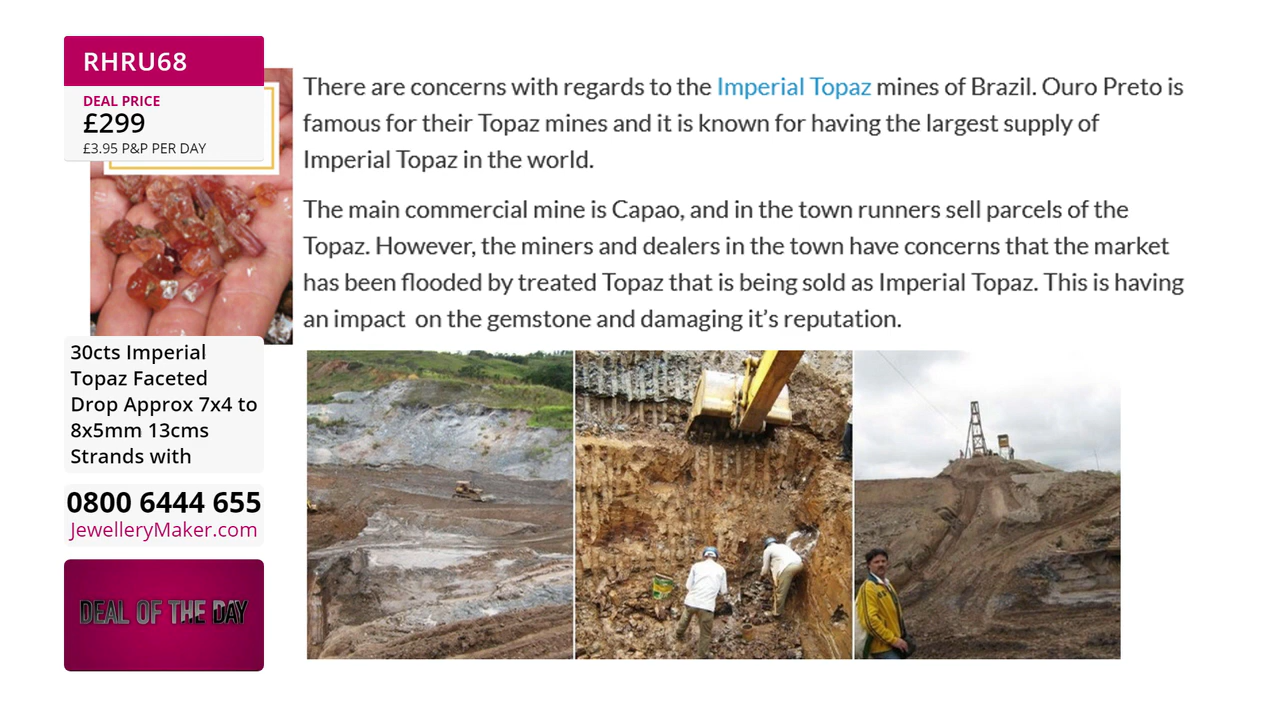 RHRU68
DEAL PRICE
£299
£3.95 P&P PER DAY
30cts Imperial
Topaz Faceted
Drop Approx 7x4 to
8x5mm 13cms
Strands with
0800 6444 655
JewelleryMaker.com
DEAL OF THE DAY
There are concerns with regards to the Imperial Topaz mines of Brazil. Ouro Preto is
famous for their Topaz mines and it is known for having the largest supply of
Imperial Topaz in the world.
The main commercial mine is Capao, and in the town runners sell parcels of the
Topaz. However, the miners and dealers in the town have concerns that the market
has been flooded by treated Topaz that is being sold as Imperial Topaz. This is having
an impact  on the gemstone and damaging it's reputation.